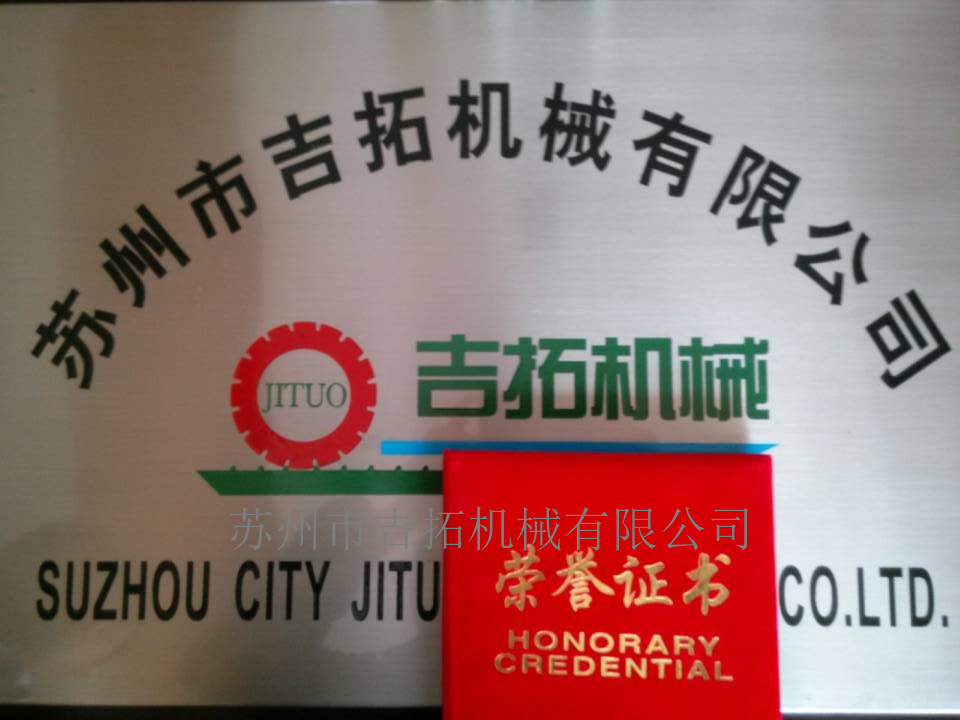 苏州市吉拓机械有限公司
JITUO
吉拓机械
苏州市吉拓机械有限公司
SUZHOU CITY JITU
CO.LTD.
荣誉证书
HONORARY
CREDENTIAL